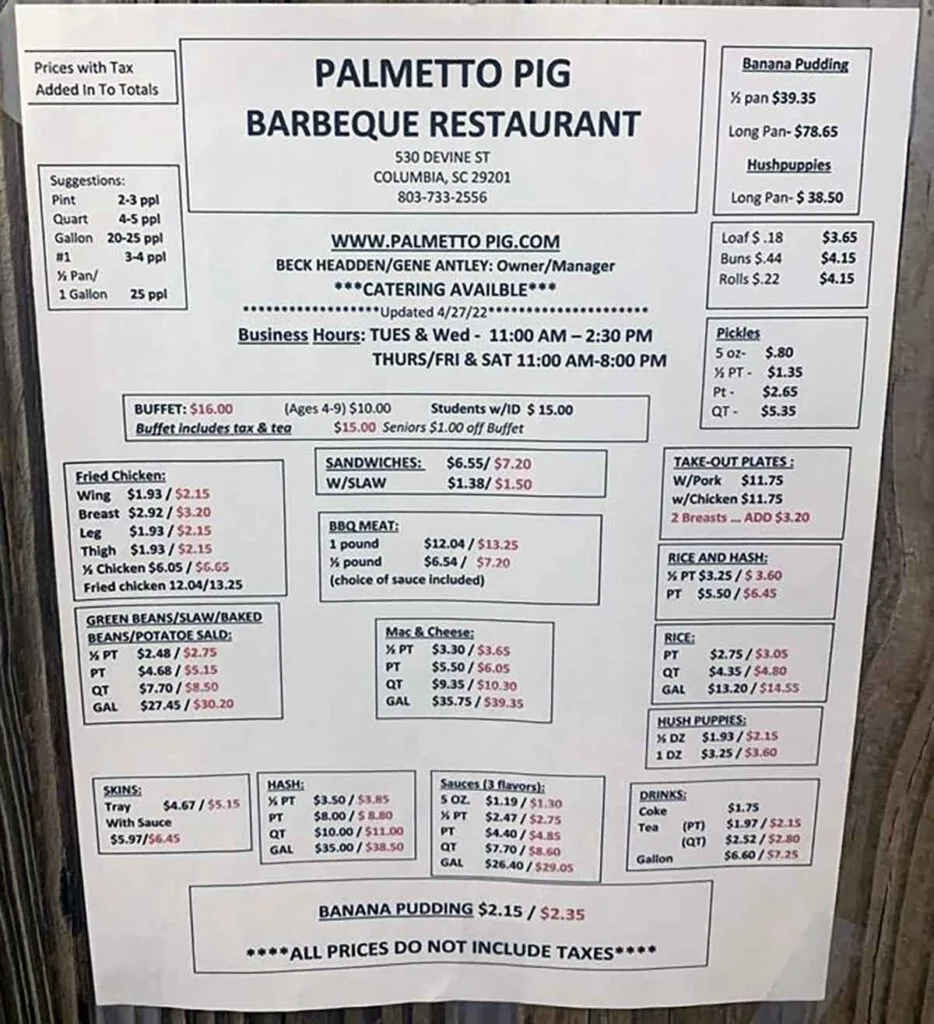 Prices with Tax
Added In To Totals
PALMETTO PIG
BARBEQUE RESTAURANT
530 DEVINE ST
COLUMBIA, SC 29201
803-733-2556
Banana Pudding
½ pan $39.35
Long Pan- $78.65
Hushpuppies
Long Pan- $ 38.50
Suggestions:
Pint 2-3 ppl
Quart 4-5 ppl
Gallon 20-25 ppl
#1 3-4 ppl
½ Pan/
1 Gallon 25 ppl
WWW.PALMETTO PIG.COM
BECK HEADDEN/GENE ANTLEY: Owner/Manager
***CATERING AVAILBLE***
******************Updated 4/27/22*********************
Business Hours: TUES & Wed - 11:00 AM – 2:30 PM
THURS/FRI & SAT 11:00 AM-8:00 PM
Loaf $ .18 $3.65
Buns $.44 $4.15
Rolls $.22 $4.15
Pickles
5 oz- $.80
½ PT - $1.35
Pt - $2.65
QT - $5.35
BUFFET: $16.00 (Ages 4-9) $10.00 Students w/ID $ 15.00
Buffet includes tax & tea $15.00 Seniors $1.00 off Buffet
Fried Chicken:
Wing $1.93 / $2.15
Breast $2.92 / $3.20
Leg $1.93 / $2.15
Thigh $1.93 / $2.15
½ Chicken $6.05 / $6.65
Fried chicken 12.04/13.25
SANDWICHES: $6.55/ $7.20
W/SLAW $1.38/ $1.50
BBQ MEAT:
1 pound $12.04 / $13.25
½ pound $6.54 / $7.20
(choice of sauce included)
TAKE-OUT PLATES :
W/Pork $11.75
w/Chicken $11.75
2 Breasts ... ADD $3.20
RICE AND HASH:
½ PT $3.25 / $ 3.60
PT $5.50 / $6.45
GREEN BEANS/SLAW/BAKED
BEANS/POTATOE SALD:
½ PT $2.48 / $2.75
PT $4.68 / $5.15
QT $7.70 / $8.50
GAL $27.45 / $30.20
Mac & Cheese:
½ PT $3.30 / $3.65
PT $5.50 / $6.05
QT $9.35 / $10.30
GAL $35.75 / $39.35
RICE:
PT $2.75 / $3.05
QT $4.35 / $4.80
GAL $13.20 / $14.55
HUSH PUPPIES:
½ DZ $1.93 / $2.15
1 DZ $3.25 / $3.60
SKINS:
Tray $4.67 / $5.15
With Sauce
$5.97/$6.45
HASH:
½ PT $3.50 / $3.85
PT $8.00 / $ 8.80
QT $10.00 / $11.00
GAL $35.00 / $38.50
Sauces (3 flavors):
5 OZ. $1.19 / $1.30
½ PT $2.47 / $2.75
PT $4.40 / $4.85
QT $7.70 / $8.60
GAL $26.40 / $29.05
DRINKS:
Coke $1.75
Tea (PT) $1.97 / $2.15
(QT) $2.52 / $2.80
Gallon $6.60 / $7.25
BANANA PUDDING $2.15 / $2.35
****ALL PRICES DO NOT INCLUDE TAXES****